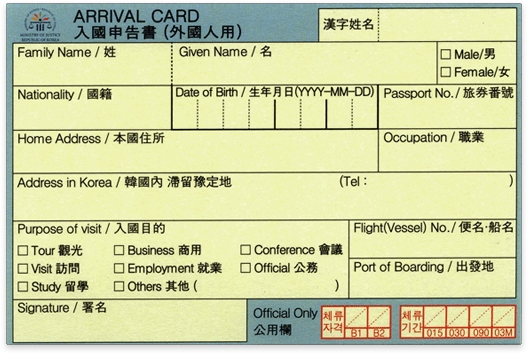 ARRIVAL CARD
入國申告書 (外國人用)
漢字姓名
MINISTRY OF JUSTICE
REPUBLIC OF KOREA
Family Name / 姓
Given Name / 名
□ Male/男
□ Female/女
Nationality / 國籍
Date of Birth / 生年月日(YYYY-MM-DD)
Passport No. / 旅券番號
Home Address / 本國住所
Occupation / 職業
Address in Korea / 韓國內 滯留豫定地
(Tel : )
Purpose of visit / 入國目的
□ Tour 觀光 □ Business 商用 □ Conference 會議
□ Visit 訪問 □ Employment 就業 □ Official 公務
□ Study 留學 □ Others 其他 ( )
Flight(Vessel) No. / 便名·船名
Port of Boarding / 出發地
Signature / 署名
Official Only
公用欄
체류
자격
B1 B2
체류
기간
015 030 090 03M